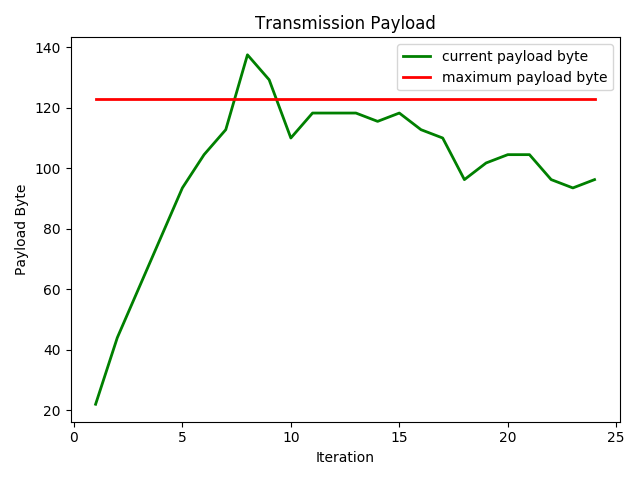 Transmission Payload
current payload byte
maximum payload byte
Payload Byte
140
120
100
80
60
40
20
0
5
10
15
20
25
Iteration